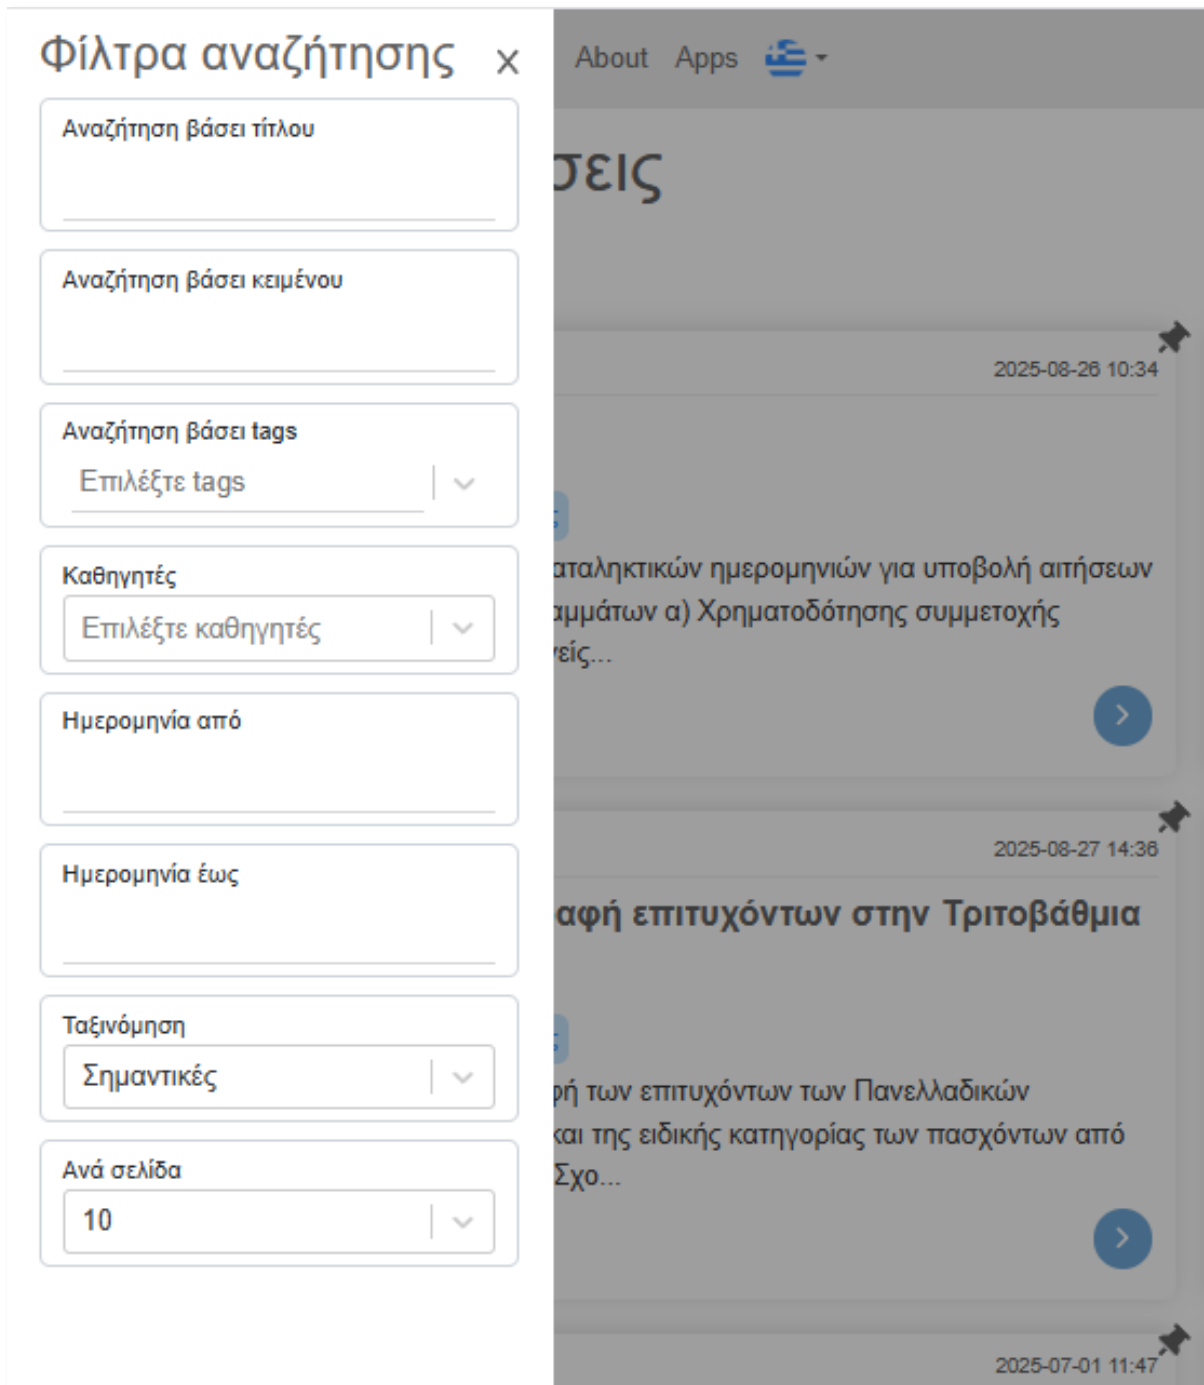 Φίλτρα αναζήτησης
About Apps
Αναζήτηση βάσει τίτλου
σεις
Αναζήτηση βάσει κειμένου
2025-08-26 10:34
Αναζήτηση βάσει tags
Επιλέξτε tags
Καθηγητές
Επιλέξτε καθηγητές
Ημερομηνία από
Ημερομηνία έως
Ταξινόμηση
Σημαντικές
Ανά σελίδα
10
αταληκτικών ημερομηνιών για υποβολή αιτήσεων
αμμάτων α) Χρηματοδότησης συμμετοχής
νείς...
2025-08-27 14:36
αφή επιτυχόντων στην Τριτοβάθμια
φή των επιτυχόντων των Πανελλαδικών
και της ειδικής κατηγορίας των πασχόντων από
Σχο...
2025-07-01 11:47